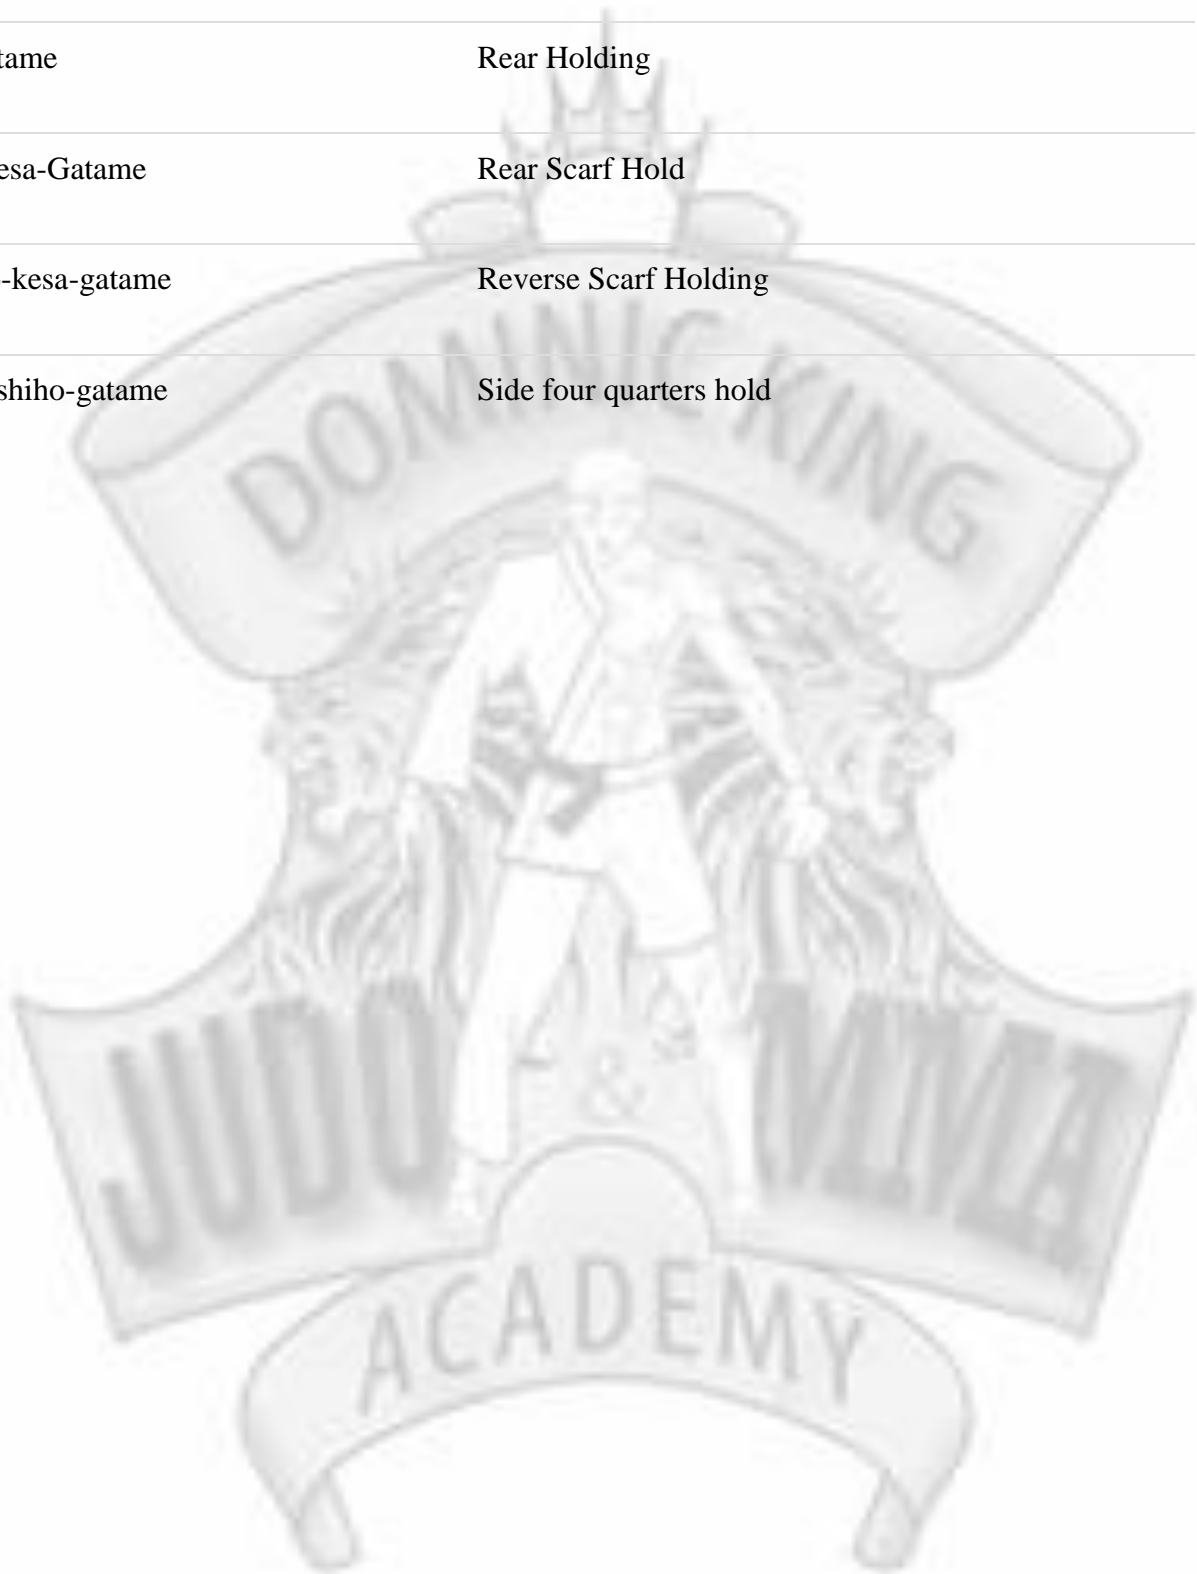 tame Rear Holding
esa-Gatame Rear Scarf Hold
-kesa-gatame Reverse Scarf Holding
shiho-gatame Side four quarters hold
DOMINIC KING
JUDO & MMA
ACADEMY